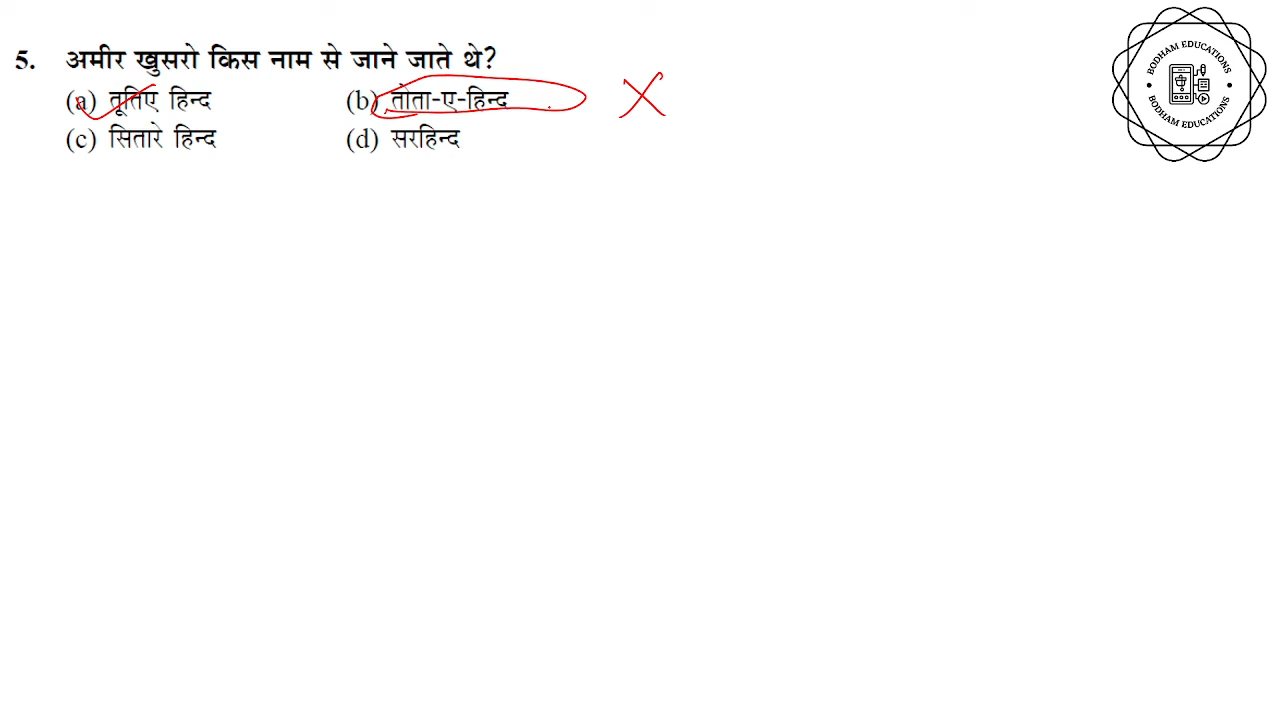 5. अमीर खुसरो किस नाम से जाने जाते थे?
(a) तूतिए हिन्द (b) तोता-ए-हिन्द
(c) सितारे हिन्द (d) सरहिन्द
BODHAM EDUCATIONS
BODHAM EDUCATIONS